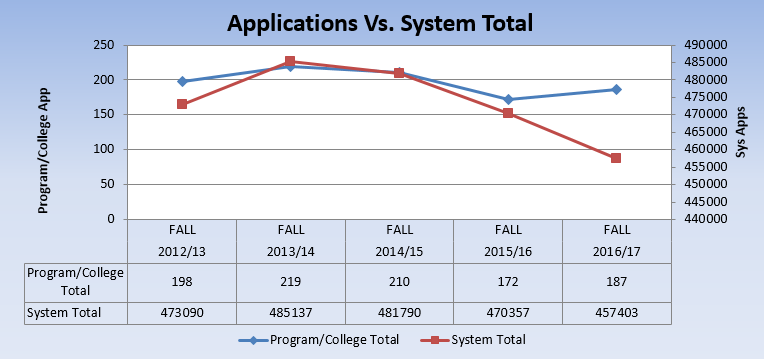 Applications Vs. System Total
250
200
150
100
50
0
Program/College App
490000
485000
480000
475000
470000
465000
460000
455000
450000
445000
440000
Sys Apps
FALL FALL FALL FALL FALL
2012/13 2013/14 2014/15 2015/16 2016/17
Program/College Total 198 219 210 172 187
System Total 473090 485137 481790 470357 457403
Program/College Total System Total